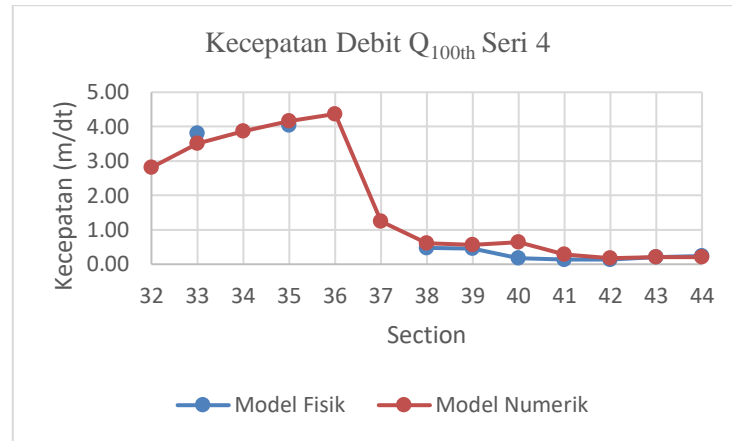 Kecepatan Debit Q100th Seri 4
Kecepatan (m/dt)
5.00
4.00
3.00
2.00
1.00
0.00
32 33 34 35 36 37 38 39 40 41 42 43 44
Section
Model Fisik Model Numerik